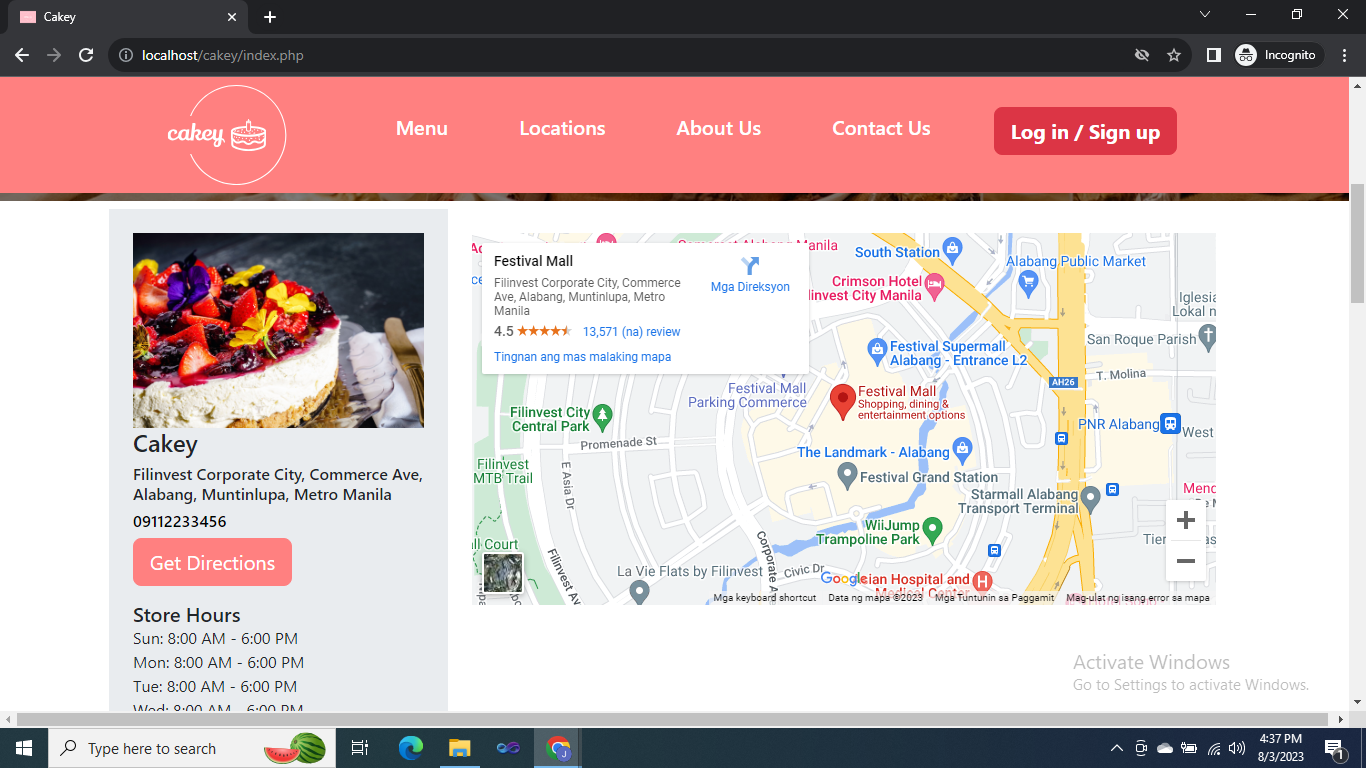 Cakey
localhost/cakey/index.php
Incognito
cakey
Menu
Locations
About Us
Contact Us
Log in / Sign up
Cakey
Filinvest Corporate City, Commerce Ave,
Alabang, Muntinlupa, Metro Manila
09112233456
Get Directions
Store Hours
Sun: 8:00 AM - 6:00 PM
Mon: 8:00 AM - 6:00 PM
Tue: 8:00 AM - 6:00 PM
Wed: 8:00 AM - 6:00 PM
Festival Mall
Filinvest Corporate City, Commerce
Ave, Alabang, Muntinlupa, Metro
Manila
4.5
13,571 (na) review
Tingnan ang mas malaking mapa
Mga Direksyon
Somerset Alabang Manila
South Station
Alabang Public Market
Crimson Hotel
ilinvest City Manila
Iglesia
Lokal n
San Roque Parish
Festival Supermall
Alabang - Entrance L2
T. Molina
AH26
Festival Mall
Parking Commerce
Festival Mall
Shopping, dining &
entertainment options
Filinvest City
Central Park
PNR Alabang
West
Promenade St
The Landmark - Alabang
Filinvest
MTB Trail
E Asia Dr
Festival Grand Station
Starmall Alabang
Transport Terminal
WiiJump
Trampoline Park
ll Court
Filinvest Av
Corporate A
Civic Dr
La Vie Flats by Filinvest
Google
cian Hospital and
Medical Center
Mga keyboard shortcut
Data ng mapa ©2023
Mga Tuntunin sa Paggamit
Mag-ulat ng isang error sa mapa
Activate Windows
Go to Settings to activate Windows.
Type here to search
4:37 PM
8/3/2023
1